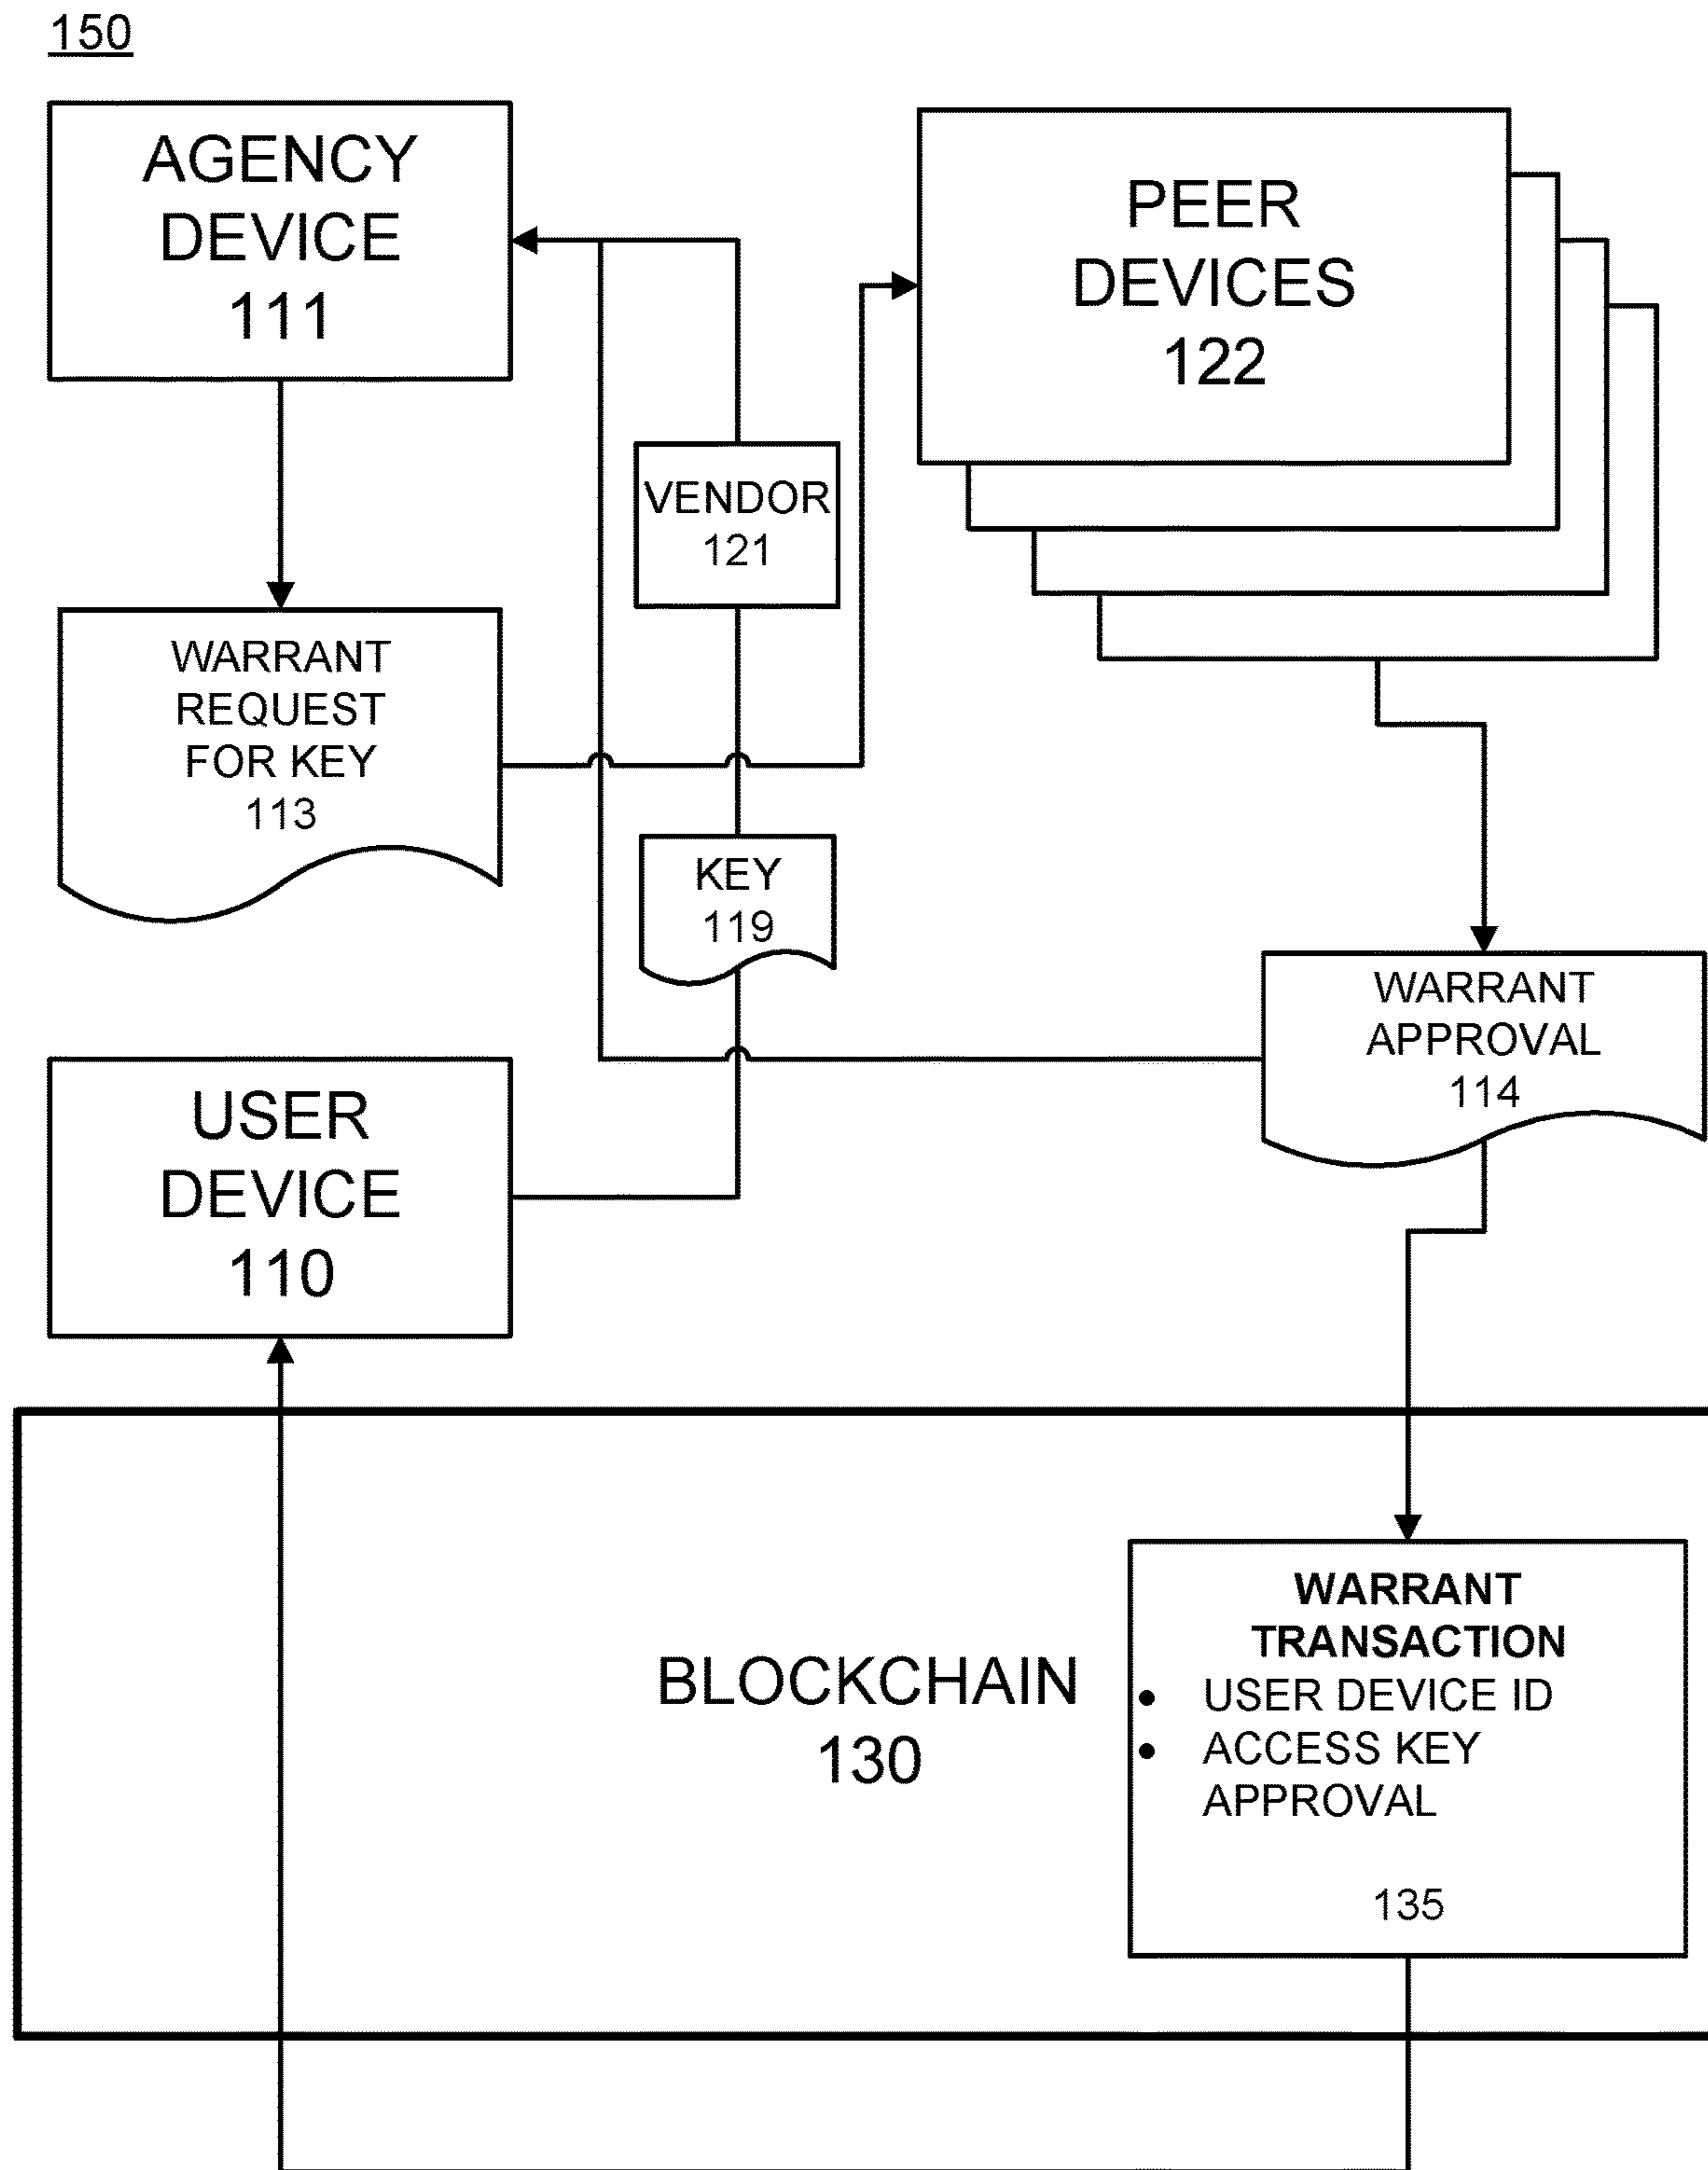 150
AGENCY
DEVICE
111
PEER
DEVICES
122
VENDOR
121
WARRANT
REQUEST
FOR KEY
113
KEY
119
WARRANT
APPROVAL
114
USER
DEVICE
110
BLOCKCHAIN
130
WARRANT
TRANSACTION
• USER DEVICE ID
• ACCESS KEY
APPROVAL
135